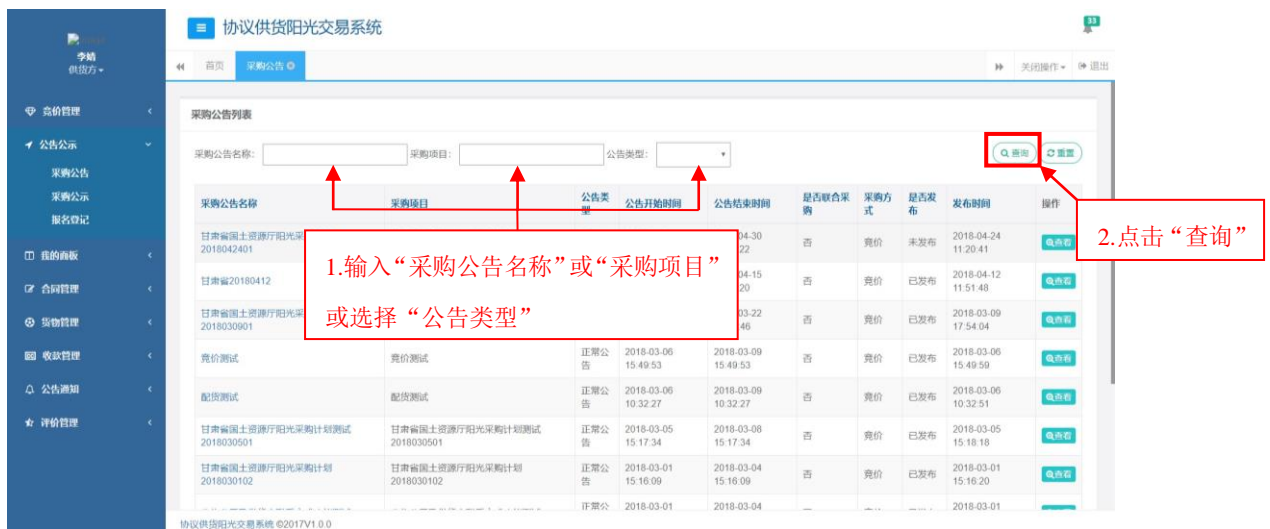 协议供货阳光交易系统
33
李婧
供货方
首页
采购公告
关闭操作
退出
竞价管理
公告公示
采购公告
采购公示
报名登记
我的面板
合同管理
货物管理
收款管理
公告通知
评价管理
采购公告列表
采购公告名称:
采购项目:
公告类型:
查询
重置
2.点击“查询”
1.输入“采购公告名称”或“采购项目”
或选择“公告类型”
采购公告名称 采购项目 公告类型 公告开始时间 公告结束时间 是否联合采购 采购方式 是否发布 发布时间 操作
甘肃省国土资源厅阳光采
2018042401
04-30
22
否 竞价 未发布
2018-04-24
11:20:41
查看
甘肃省20180412
04-15
20
否 竞价 已发布
2018-04-12
11:51:48
查看
甘肃省国土资源厅阳光采
2018030901
03-22
46
否 竞价 已发布
2018-03-09
17:54:04
查看
竞价测试 竞价测试 正常公告
2018-03-06
15:49:53
2018-03-09
15:49:53
否 竞价 已发布
2018-03-06
15:49:59
查看
配货测试 配货测试 正常公告
2018-03-06
10:32:27
2018-03-09
10:32:27
否 竞价 已发布
2018-03-06
10:32:51
查看
甘肃省国土资源厅阳光采购计划测试
2018030501
甘肃省国土资源厅阳光采购计划测试
2018030501
正常公告
2018-03-05
15:17:34
2018-03-08
15:17:34
否 竞价 已发布
2018-03-05
15:18:18
查看
甘肃省国土资源厅阳光采购计划
2018030102
甘肃省国土资源厅阳光采购计划
2018030102
正常公告
2018-03-01
15:16:09
2018-03-04
15:16:09
否 竞价 已发布
2018-03-01
15:16:20
查看
正常公 2018-03-01 2018-03-04 2018-03-01
协议供货阳光交易系统 ©2017V1.0.0